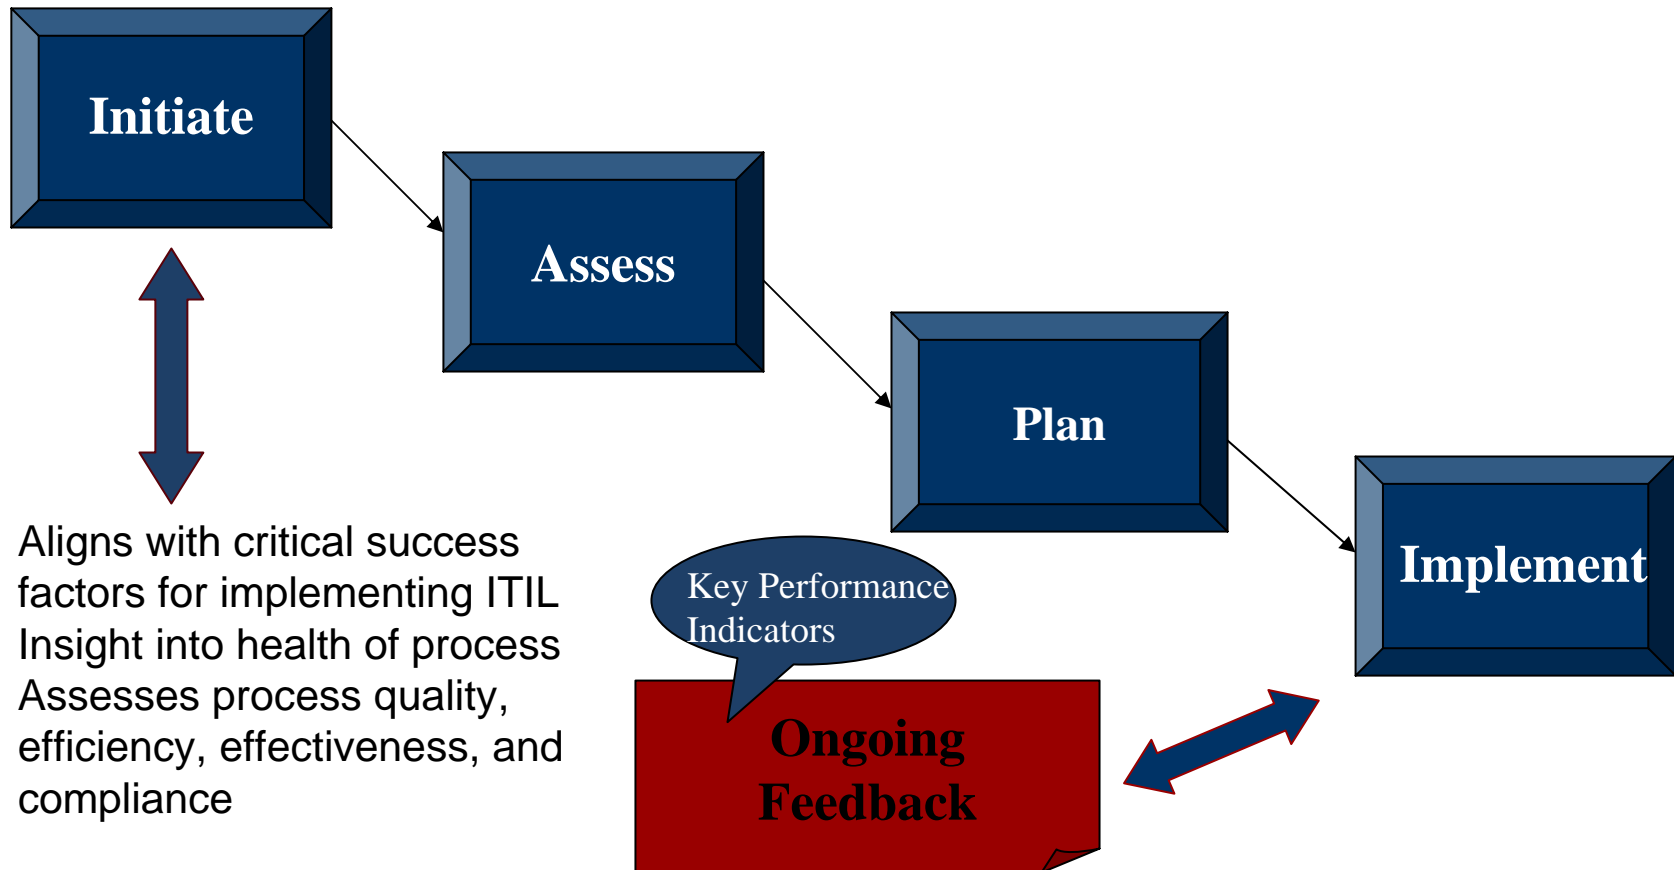 Initiate
Assess
Plan
Implement
Aligns with critical success
factors for implementing ITIL
Insight into health of process
Assesses process quality,
efficiency, effectiveness, and
compliance
Key Performance
Indicators
Ongoing
Feedback